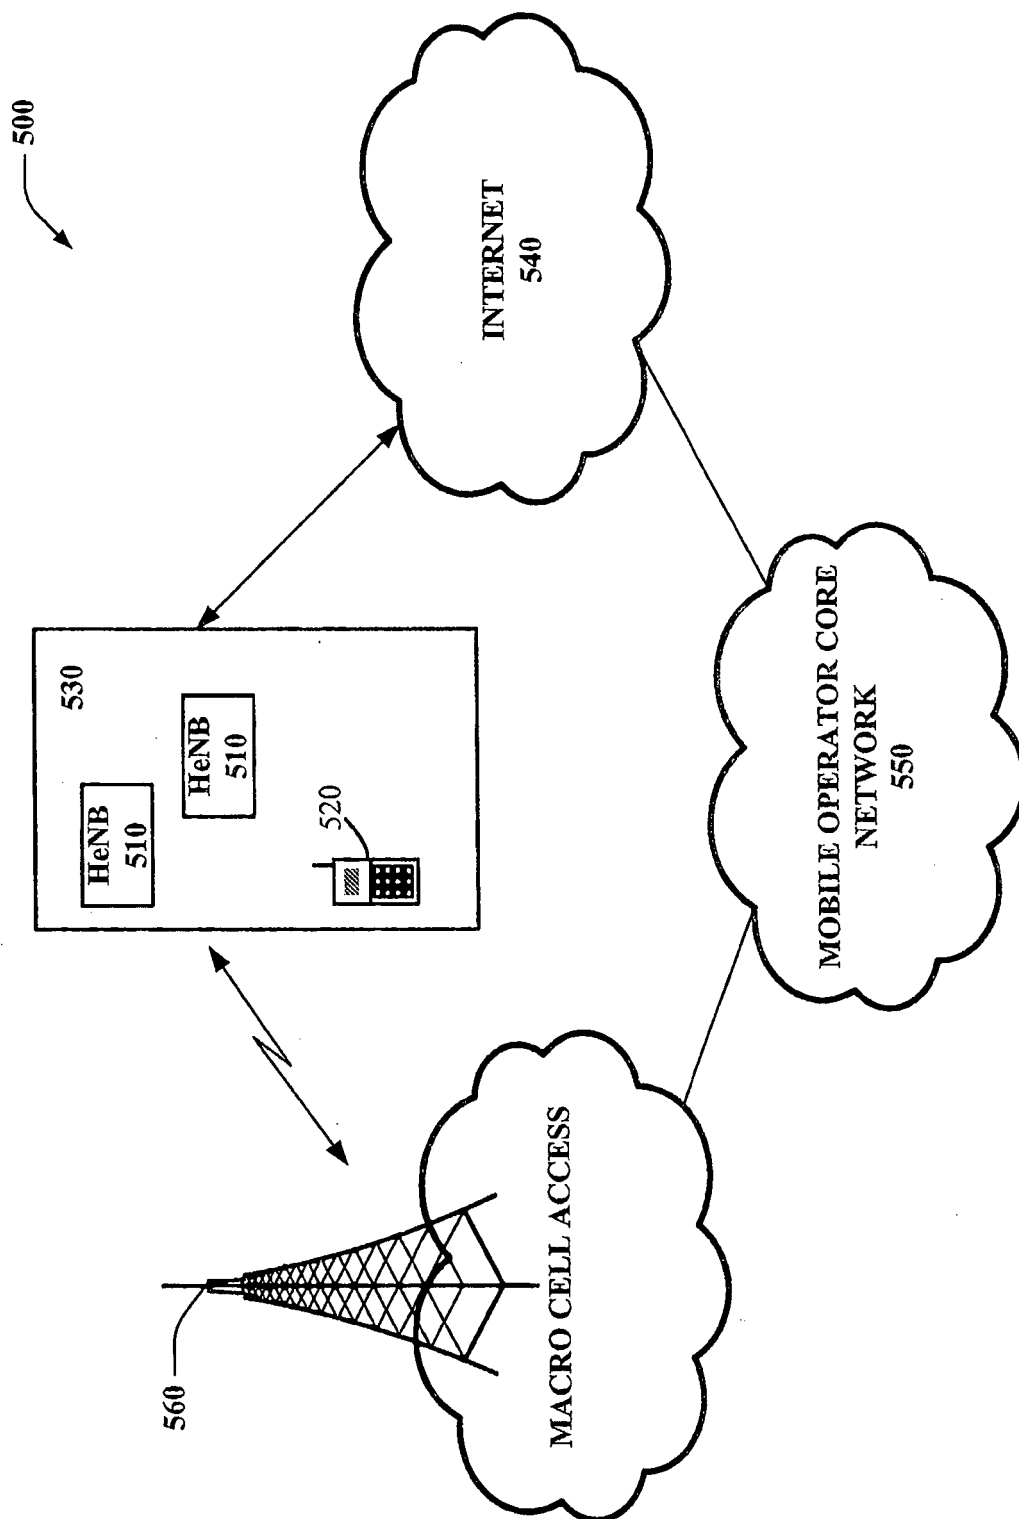 500
530
HeNB
510
HeNB
510
520
560
INTERNET
540
MACRO CELL ACCESS
MOBILE OPERATOR CORE
NETWORK
550